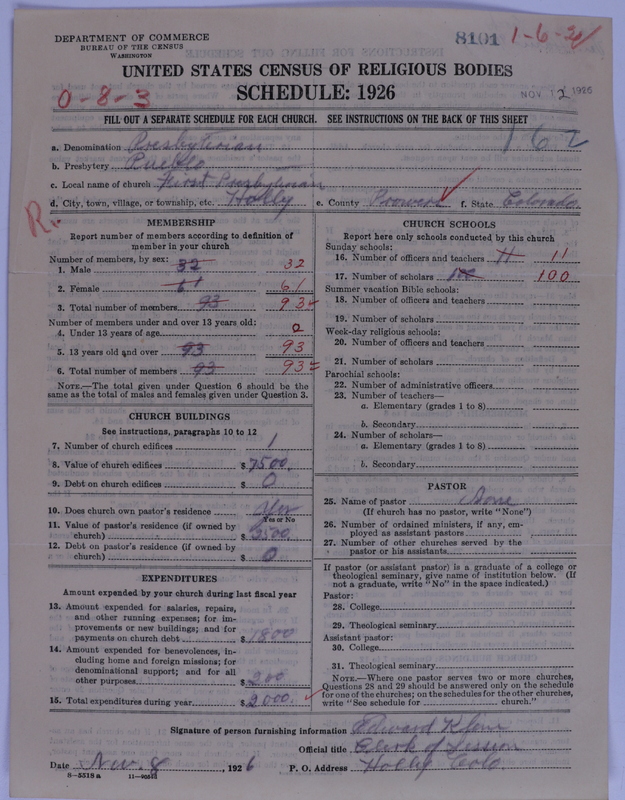 DEPARTMENT OF COMMERCE
BUREAU OF THE CENSUS
WASHINGTON
8101 1-6-
UNITED STATES CENSUS OF RELIGIOUS BODIES
SCHEDULE: 1926
0-8-3
NOV 12 1926
FILL OUT A SEPARATE SCHEDULE FOR EACH CHURCH. SEE INSTRUCTIONS ON THE BACK OF THIS SHEET
162
a. Denomination Presbyterian
b. Presbytery Pueblo
c. Local name of church First Presbyterian
d. City, town, village, or township, etc. Holly e. County Prowers f. State Colorado
R.
MEMBERSHIP
Report number of members according to definition of
member in your church
Number of members, by sex:
1. Male 32 32
2. Female 61 61
3. Total number of members 93 93
Number of members under and over 13 years old:
4. Under 13 years of age 0
5. 13 years old and over 93 93
6. Total number of members 93 93
NOTE.—The total given under Question 6 should be the
same as the total of males and females given under Question 3.
CHURCH BUILDINGS
See instructions, paragraphs 10 to 12
7. Number of church edifices 1
8. Value of church edifices $ 7500.
9. Debt on church edifices $ 0
10. Does church own pastor's residence Yes
Yes or No
11. Value of pastor's residence (if owned by
church) $ 3500
12. Debt on pastor's residence (if owned by
church) $ 0
EXPENDITURES
Amount expended by your church during last fiscal year
13. Amount expended for salaries, repairs,
and other running expenses; for im-
provements or new buildings; and for
payments on church debt $ 1800
14. Amount expended for benevolences, in-
cluding home and foreign missions; for
denominational support; and for all
other purposes $ 200
15. Total expenditures during year $ 2000.
CHURCH SCHOOLS
Report here only schools conducted by this church
Sunday schools:
16. Number of officers and teachers 11 11
17. Number of scholars 100 100
Summer vacation Bible schools:
18. Number of officers and teachers
19. Number of scholars
Week-day religious schools:
20. Number of officers and teachers
21. Number of scholars
Parochial schools:
22. Number of administrative officers
23. Number of teachers—
a. Elementary (grades 1 to 8)
b. Secondary
24. Number of scholars—
a. Elementary (grades 1 to 8)
b. Secondary
PASTOR
25. Name of pastor None
(If church has no pastor, write "None")
26. Number of ordained ministers, if any, em-
ployed as assistant pastors
27. Number of other churches served by the
pastor or his assistants
If pastor (or assistant pastor) is a graduate of a college or
theological seminary, give name of institution below. (If
not a graduate, write "No" in the space indicated.)
Pastor:
28. College
29. Theological seminary
Assistant pastor:
30. College
31. Theological seminary
NOTE.—Where one pastor serves two or more churches,
Questions 28 and 29 should be answered only on the schedule
for one of the churches; on the schedules for the other churches,
write "See schedule for church."
Signature of person furnishing information Edward
Official title Clerk of Session
Date Nov. 8, 1926 P. O. Address Holly Colo
8—5518 a